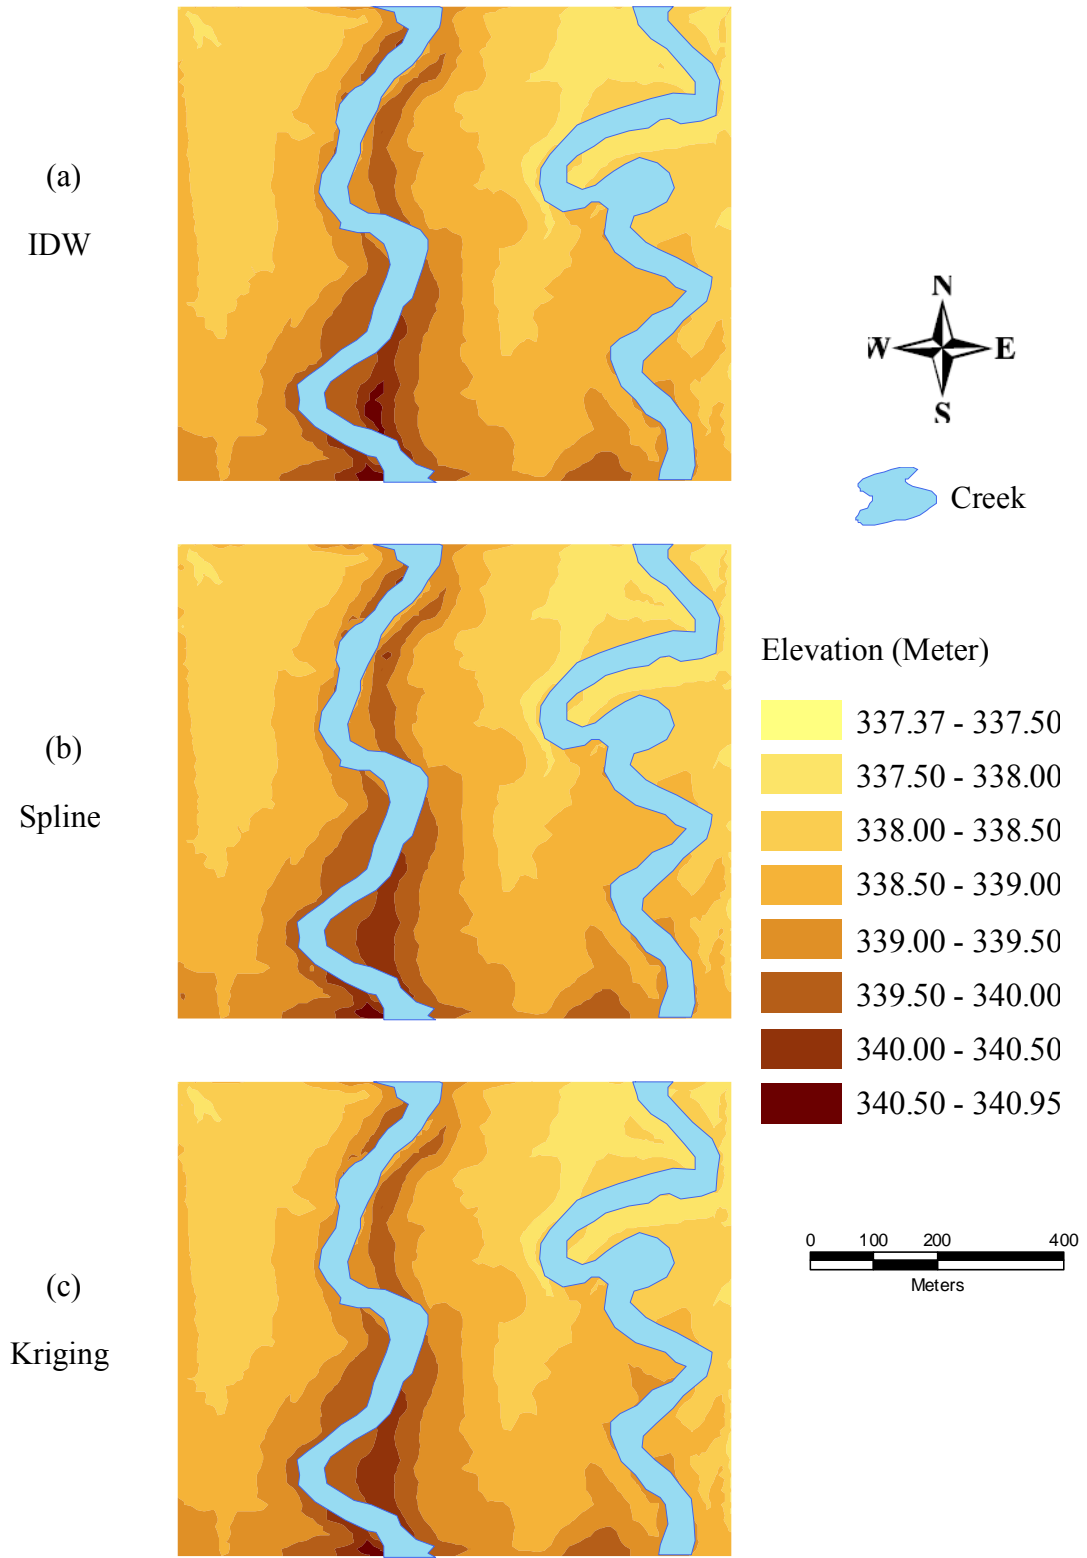 (a)
IDW
N
W
E
S
Creek
(b)
Spline
Elevation (Meter)
337.37 - 337.50
337.50 - 338.00
338.00 - 338.50
338.50 - 339.00
339.00 - 339.50
339.50 - 340.00
340.00 - 340.50
340.50 - 340.95
(c)
Kriging
0 100 200 400
Meters